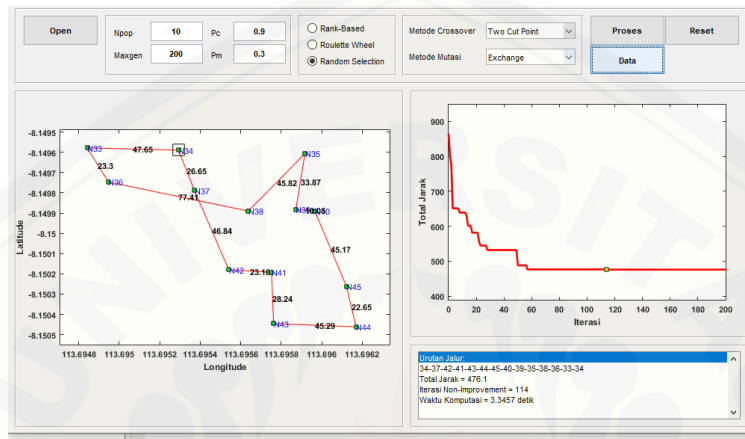 Open
Npop 10 Pc 0.9
Maxgen 200 Pm 0.3
Rank-Based
Roulette Wheel
Random Selection
Metode Crossover Two Cut Point
Metode Mutasi Exchange
Proses Reset
Data
-8.1495
-8.1496
-8.1497
-8.1498
-8.1499
-8.15
-8.1501
-8.1502
-8.1503
-8.1504
-8.1505
Latitude
N33 47.65 N34 N35
23.3 26.65 45.82 33.87
N36 N37
77.41
N38
46.84 45.17
N42 23.16 N41 N45
28.24 22.65
N43 45.29 N44
113.6948 113.695 113.6952 113.6954 113.6956 113.6958 113.696 113.6962
Longitude
900
800
700
600
500
400
Total Jarak
0 20 40 60 80 100 120 140 160 180 200
Iterasi
Urutan Jalur:
34-37-42-41-43-44-45-40-39-35-38-36-33-34
Total Jarak = 476.1
Iterasi Non-Improvement = 114
Waktu Komputasi = 3.3457 detik